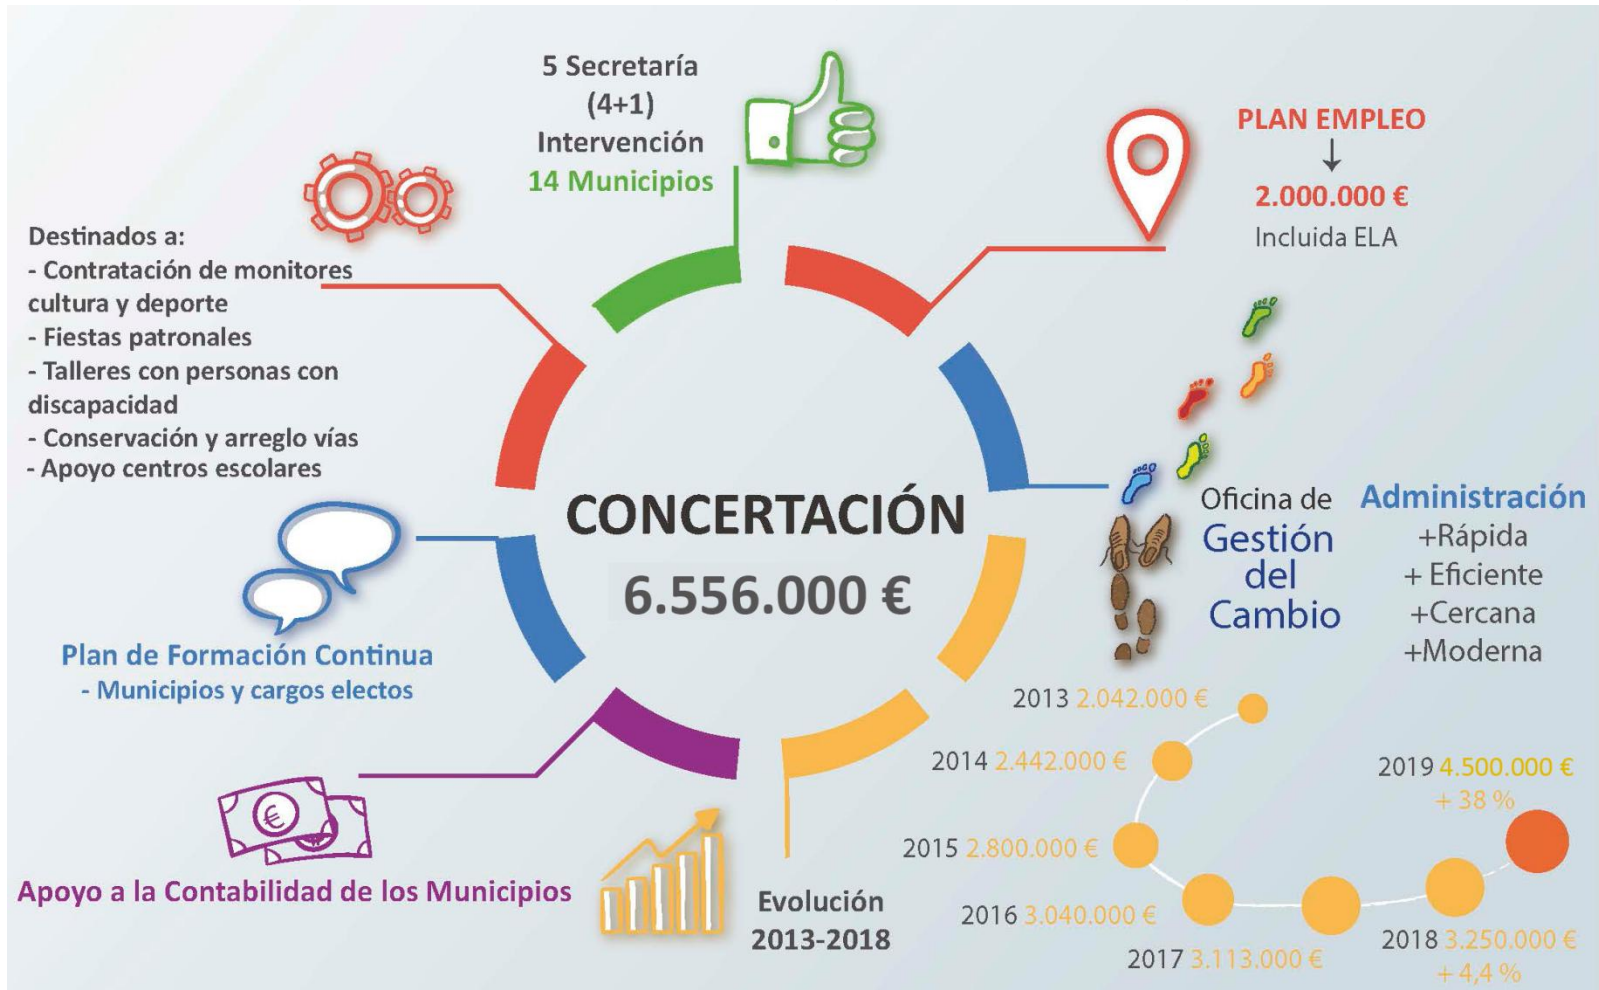 5 Secretaría
(4+1)
Intervención
14 Municipios
PLAN EMPLEO
↓
2.000.000 €
Incluida ELA
Destinados a:
- Contratación de monitores
cultura y deporte
- Fiestas patronales
- Talleres con personas con
discapacidad
- Conservación y arreglo vías
- Apoyo centros escolares
CONCERTACIÓN
6.556.000 €
Oficina de
Gestión
del
Cambio
Administración
+Rápida
+ Eficiente
+Cercana
+Moderna
Plan de Formación Continua
- Municipios y cargos electos
€
Apoyo a la Contabilidad de los Municipios
Evolución
2013-2018
2013 2.042.000 €
2014 2.442.000 €
2015 2.800.000 €
2016 3.040.000 €
2017 3.113.000 €
2018 3.250.000 €
+ 4,4 %
2019 4.500.000 €
+ 38 %